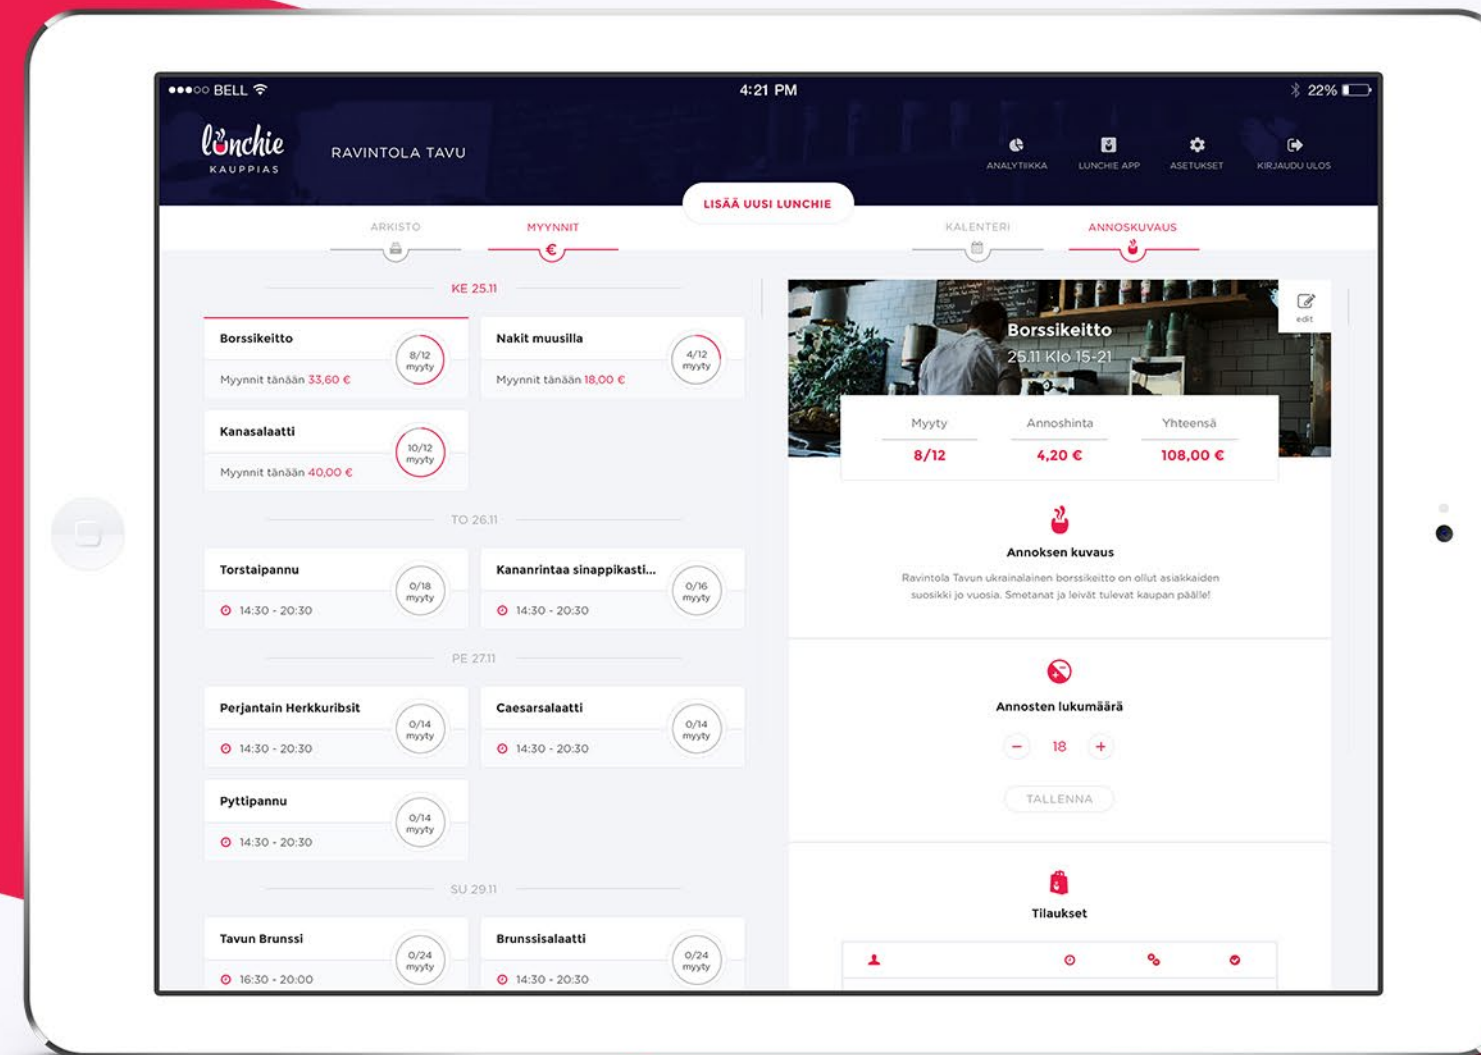 BELL
4:21 PM
22%
lunchie
KAUPPIAS
RAVINTOLA TAVU
ANALYTIIKKA
LUNCHIE APP
ASETUKSET
KIRJAUDU ULOS
LISÄÄ UUSI LUNCHIE
ARKISTO
MYYNNIT
€
KALENTERI
ANNOSKUVAUS
KE 25.11
Borssikeitto
8/12
myyty
Myynnit tänään 33,60 €
Nakit muusilla
4/12
myyty
Myynnit tänään 18,00 €
Kanasalaatti
10/12
myyty
Myynnit tänään 40,00 €
TO 26.11
Torstaipannu
0/18
myyty
14:30 - 20:30
Kananrintaa sinappikasti...
0/16
myyty
14:30 - 20:30
PE 27.11
Perjantain Herkkuribsit
0/14
myyty
14:30 - 20:30
Caesarsalaatti
0/14
myyty
14:30 - 20:30
Pyttipannu
0/14
myyty
14:30 - 20:30
SU 29.11
Tavun Brunssi
0/24
myyty
16:30 - 20:00
Brunssisalaatti
0/24
myyty
14:30 - 20:30
edit
Borssikeitto
25.11 Klo 15-21
Myyty
8/12
Annoshinta
4,20 €
Yhteensä
108,00 €
Annoksen kuvaus
Ravintola Tavun ukrainalainen borssikeitto on ollut asiakkaiden
suosikki jo vuosia. Smetanat ja leivät tulevat kaupan päälle!
Annosten lukumäärä
- 18 +
TALLENNA
Tilaukset